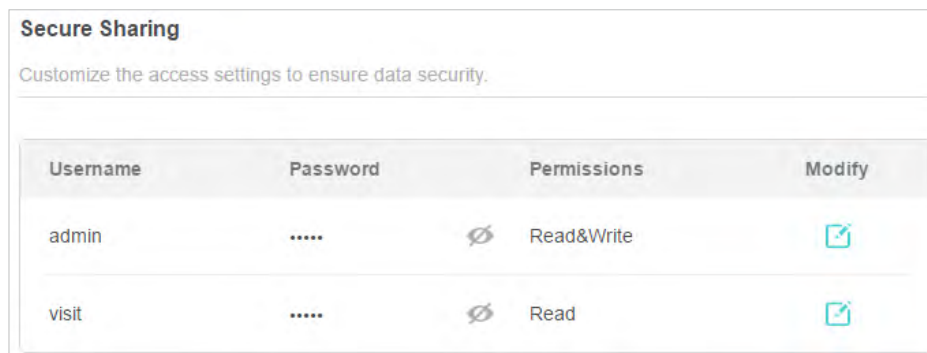 Secure Sharing
Customize the access settings to ensure data security.
Username Password Permissions Modify
admin ••••• Read&Write
visit ••••• Read